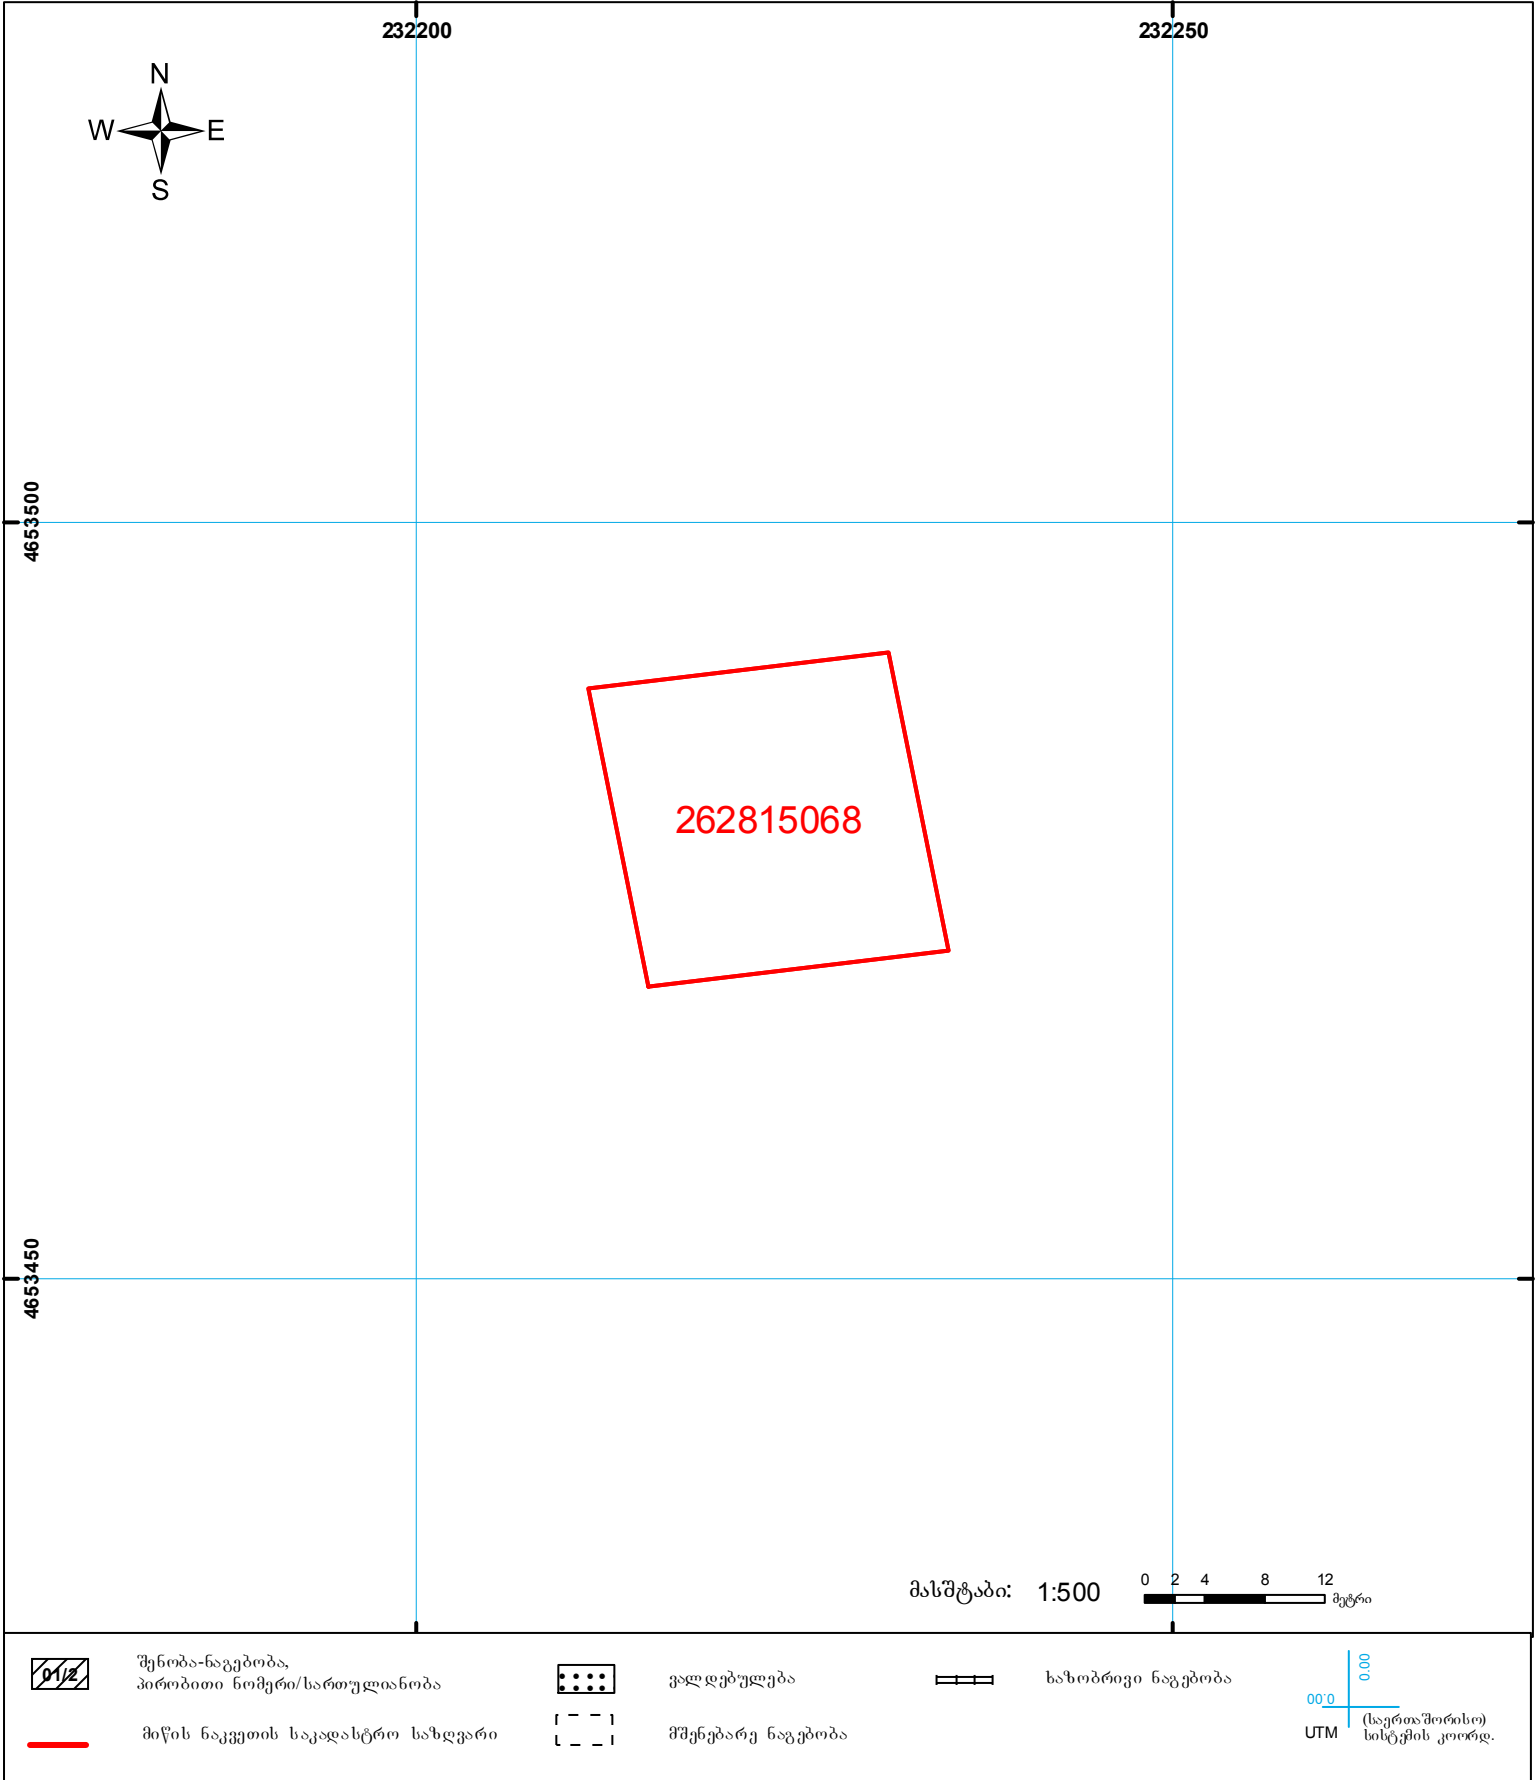 232200
232250
N
W
E
S
4653500
262815068
4653450
მასშტაბი: 1:500
0 2 4 8 12
მეტრი
01/2
შენობა-ნაგებობა,
პირობითი ნომერი/სართულიანობა
ვალდებულება
ხაზობრივი ნაგებობა
მიწის ნაკვეთის საკადასტრო საზღვარი
მშენებარე ნაგებობა
00'0
00'0
UTM
(საერთაშორისო)
სისტემის კოორდ.